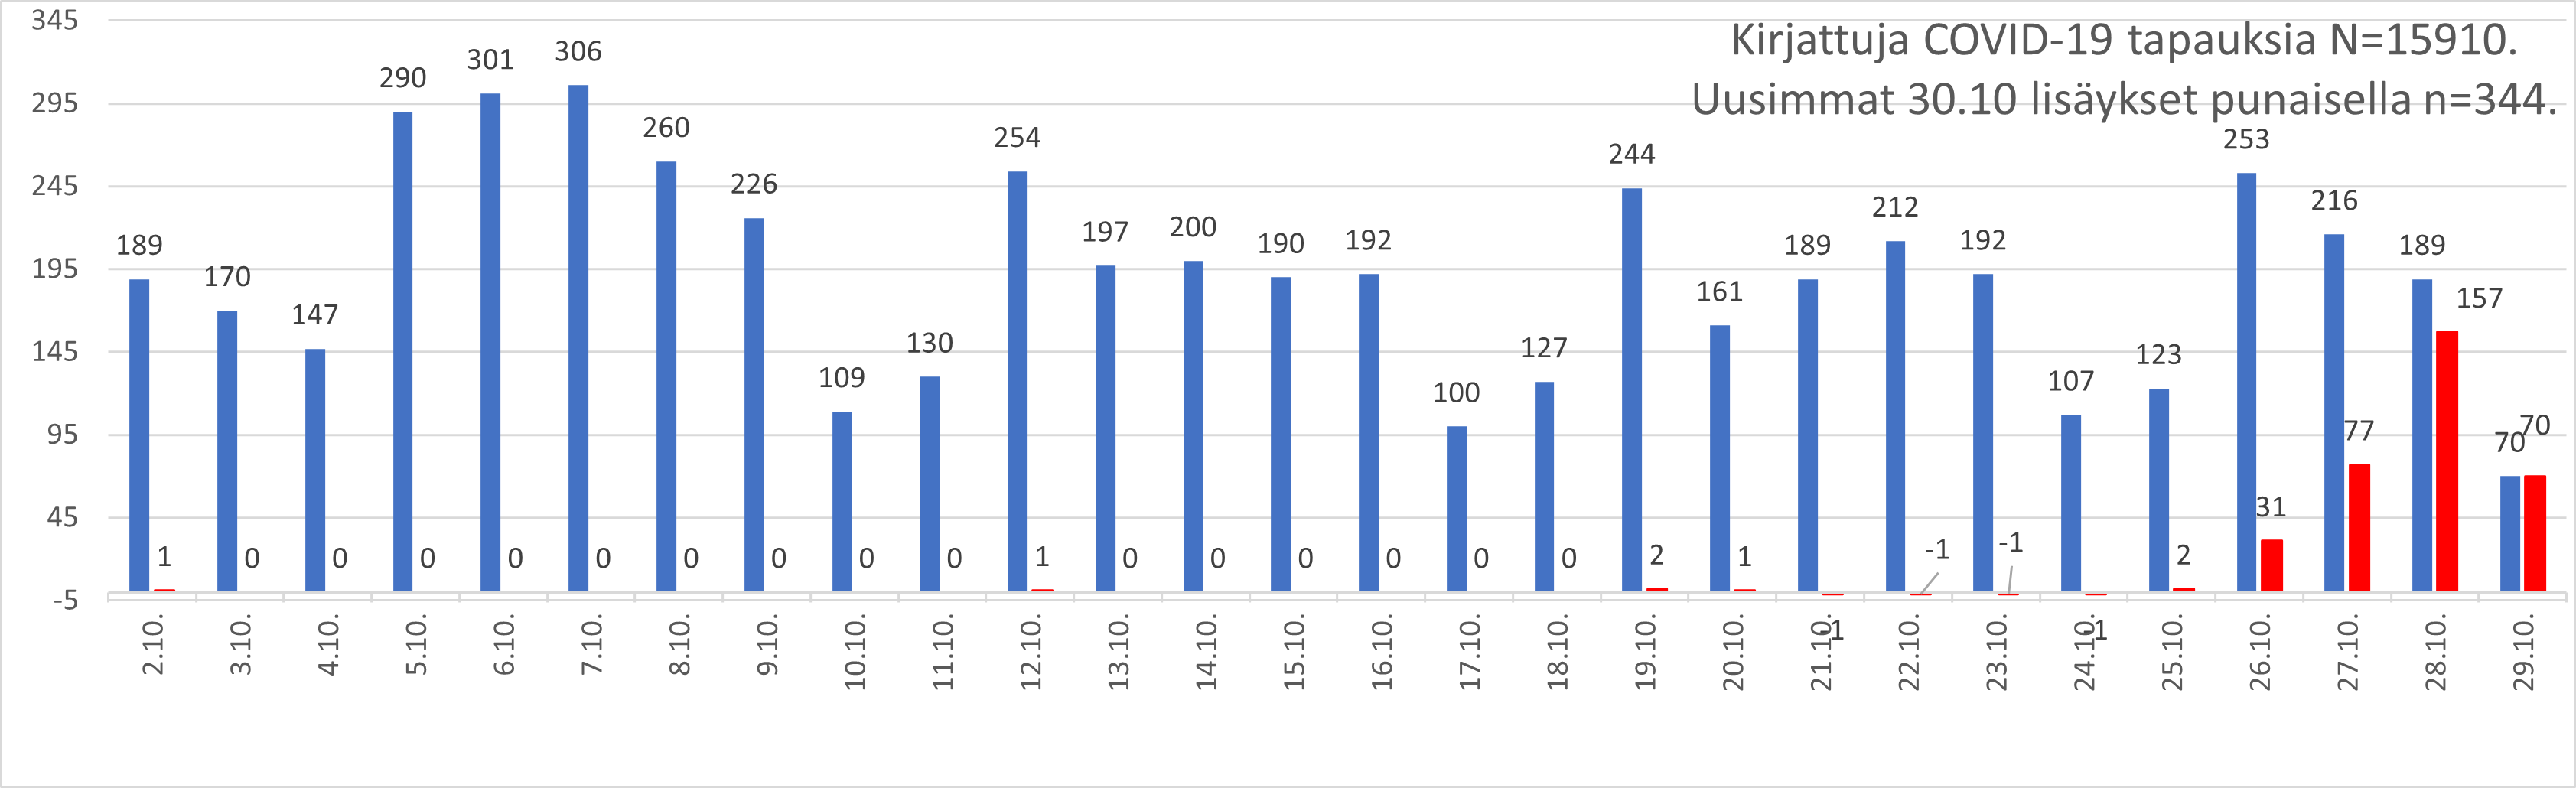 Kirjattuja COVID-19 tapauksia N=15910.
Uusimmat 30.10 lisäykset punaisella n=344.
345
295
245
195
145
95
45
-5
189 170 147 290 301 306 260 226 109 130 254 197 200 190 192 100 127 244 161 189 212 192 107 123 253 216 189 70
1 0 0 0 0 0 0 0 0 0 1 0 0 0 0 0 0 2 1 -1 -1 -1 -1 2 31 77 157 70
2.10. 3.10. 4.10. 5.10. 6.10. 7.10. 8.10. 9.10. 10.10. 11.10. 12.10. 13.10. 14.10. 15.10. 16.10. 17.10. 18.10. 19.10. 20.10. 21.10. 22.10. 23.10. 24.10. 25.10. 26.10. 27.10. 28.10. 29.10.